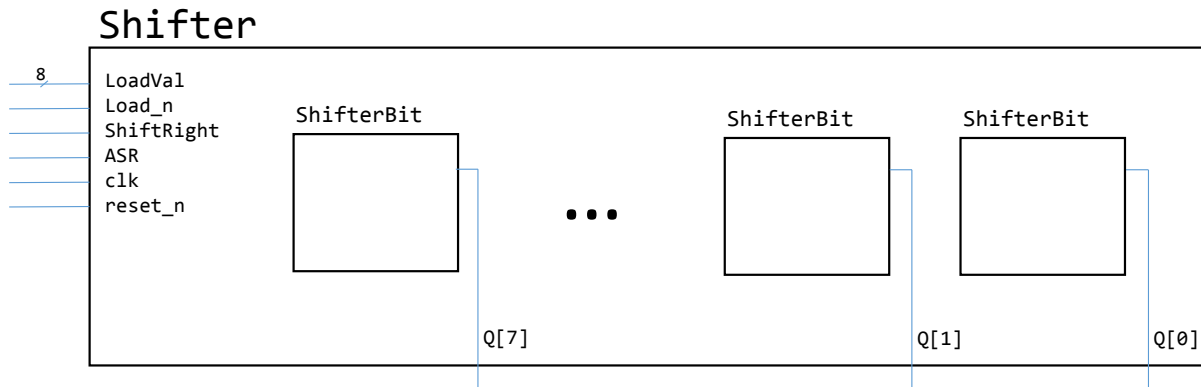 Shifter
8
LoadVal
Load_n
ShiftRight
ASR
clk
reset_n
ShifterBit
ShifterBit
ShifterBit
...
Q[7]
Q[1]
Q[0]